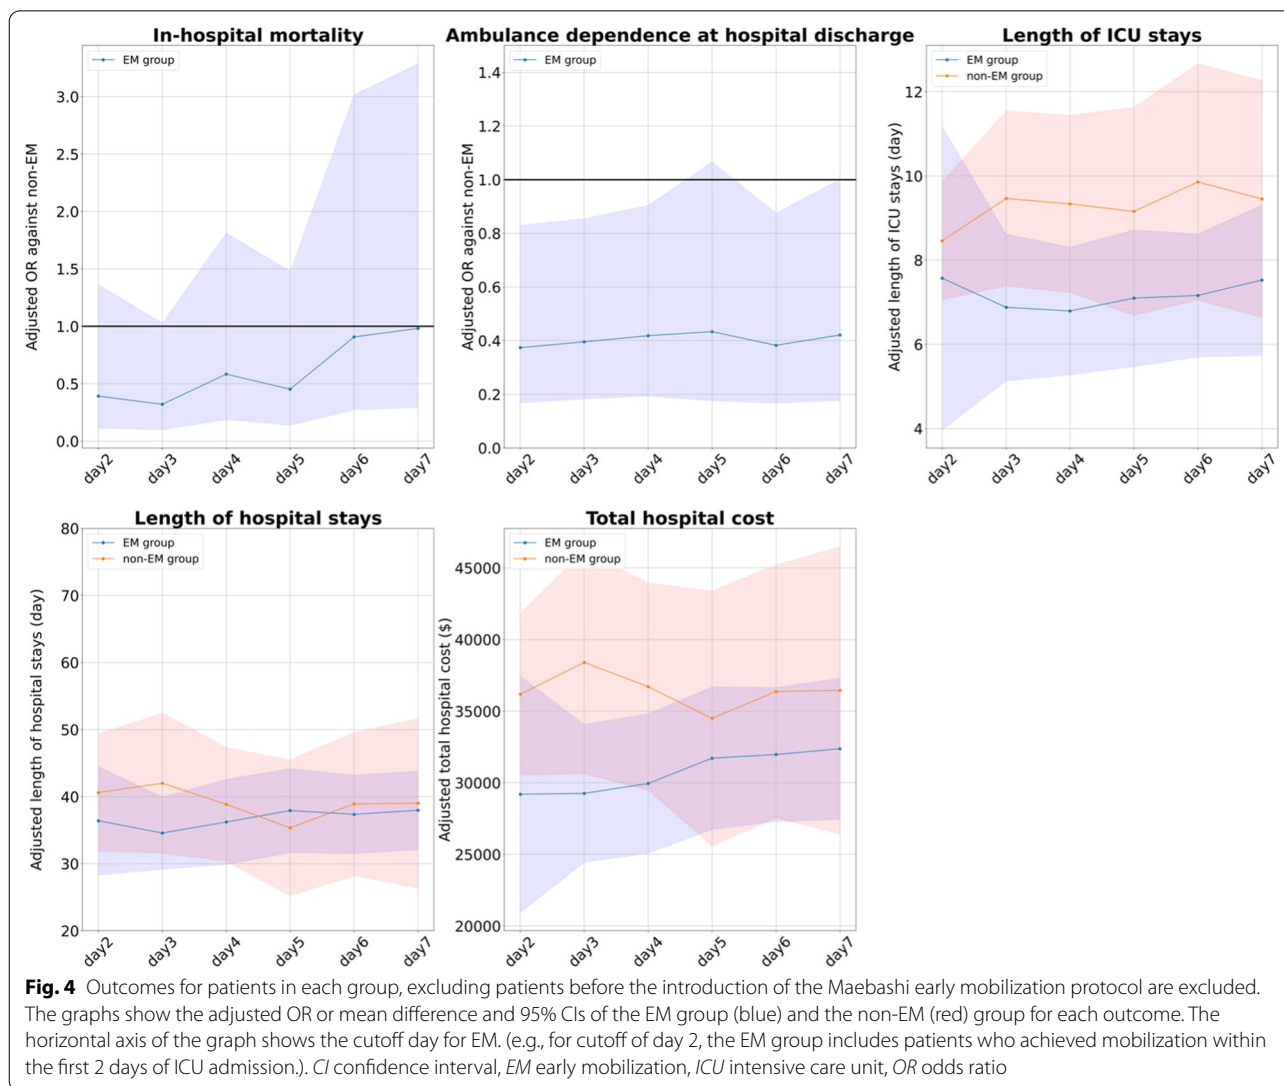 In-hospital mortality
EM group
Adjusted OR against non-EM
3.0
2.5
2.0
1.5
1.0
0.5
0.0
day2
day3
day4
day5
day6
day7
Ambulance dependence at hospital discharge
EM group
Adjusted OR against non-EM
1.4
1.2
1.0
0.8
0.6
0.4
0.2
0.0
day2
day3
day4
day5
day6
day7
Length of ICU stays
EM group
non-EM group
Adjusted length of ICU stays (day)
12
10
8
6
4
day2
day3
day4
day5
day6
day7
Length of hospital stays
EM group
non-EM group
Adjusted length of hospital stays (day)
80
70
60
50
40
30
20
day2
day3
day4
day5
day6
day7
Total hospital cost
EM group
non-EM group
Adjusted total hospital cost ($)
45000
40000
35000
30000
25000
20000
day2
day3
day4
day5
day6
day7
Fig. 4 Outcomes for patients in each group, excluding patients before the introduction of the Maebashi early mobilization protocol are excluded.
The graphs show the adjusted OR or mean difference and 95% CIs of the EM group (blue) and the non-EM (red) group for each outcome. The
horizontal axis of the graph shows the cutoff day for EM. (e.g., for cutoff of day 2, the EM group includes patients who achieved mobilization within
the first 2 days of ICU admission.). CI confidence interval, EM early mobilization, ICU intensive care unit, OR odds ratio